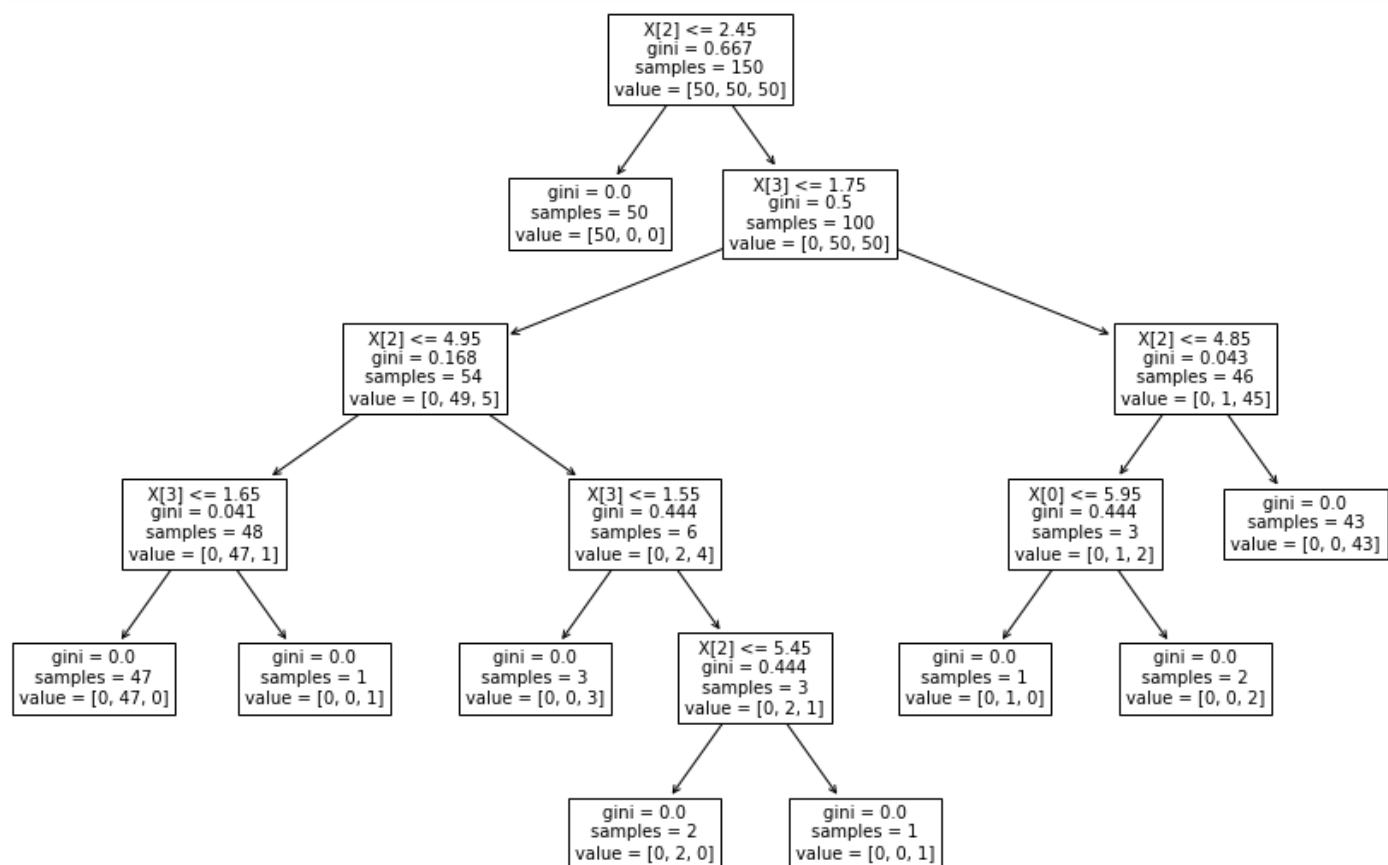 X[2] <= 2.45
gini = 0.667
samples = 150
value = [50, 50, 50]
gini = 0.0
samples = 50
value = [50, 0, 0]
X[3] <= 1.75
gini = 0.5
samples = 100
value = [0, 50, 50]
X[2] <= 4.95
gini = 0.168
samples = 54
value = [0, 49, 5]
X[2] <= 4.85
gini = 0.043
samples = 46
value = [0, 1, 45]
X[3] <= 1.65
gini = 0.041
samples = 48
value = [0, 47, 1]
X[3] <= 1.55
gini = 0.444
samples = 6
value = [0, 2, 4]
X[0] <= 5.95
gini = 0.444
samples = 3
value = [0, 1, 2]
gini = 0.0
samples = 43
value = [0, 0, 43]
gini = 0.0
samples = 47
value = [0, 47, 0]
gini = 0.0
samples = 1
value = [0, 0, 1]
gini = 0.0
samples = 3
value = [0, 0, 3]
X[2] <= 5.45
gini = 0.444
samples = 3
value = [0, 2, 1]
gini = 0.0
samples = 1
value = [0, 1, 0]
gini = 0.0
samples = 2
value = [0, 0, 2]
gini = 0.0
samples = 2
value = [0, 2, 0]
gini = 0.0
samples = 1
value = [0, 0, 1]